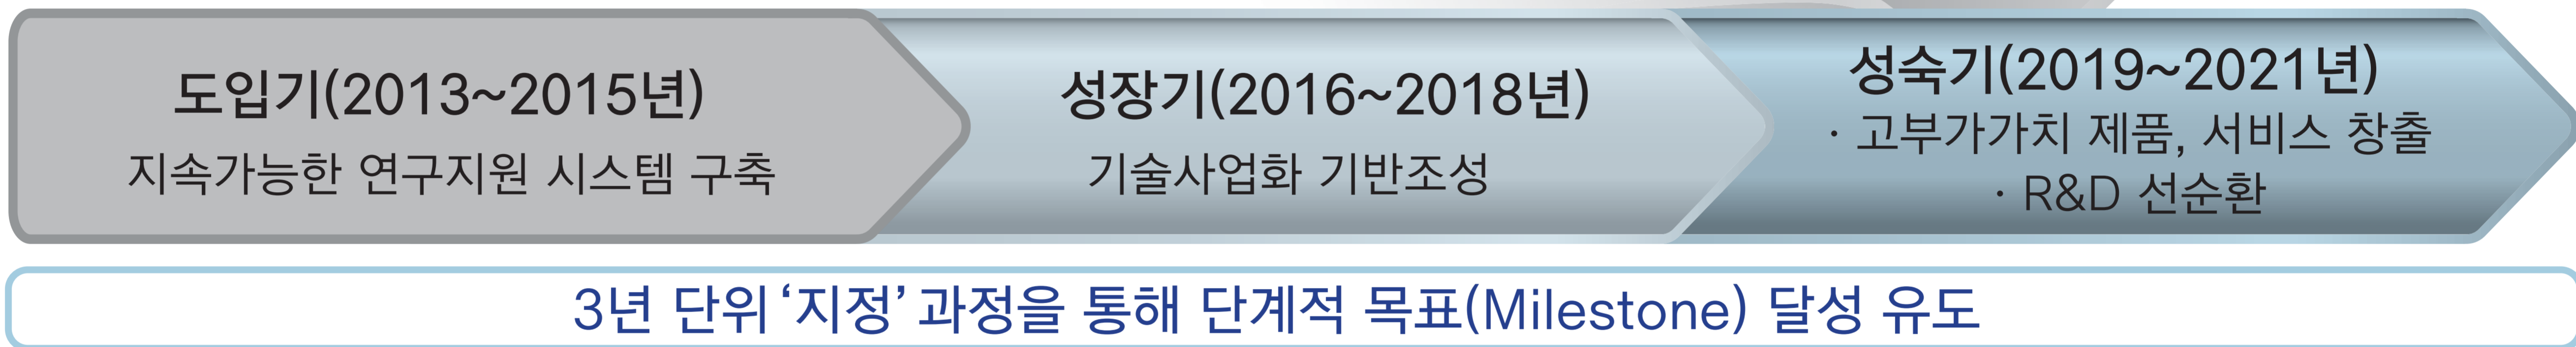 도입기(2013~2015년)
지속가능한 연구지원 시스템 구축
성장기(2016~2018년)
기술사업화 기반조성
성숙기(2019~2021년)
· 고부가가치 제품, 서비스 창출
· R&D 선순환
3년 단위 ‘지정’ 과정을 통해 단계적 목표(Milestone) 달성 유도